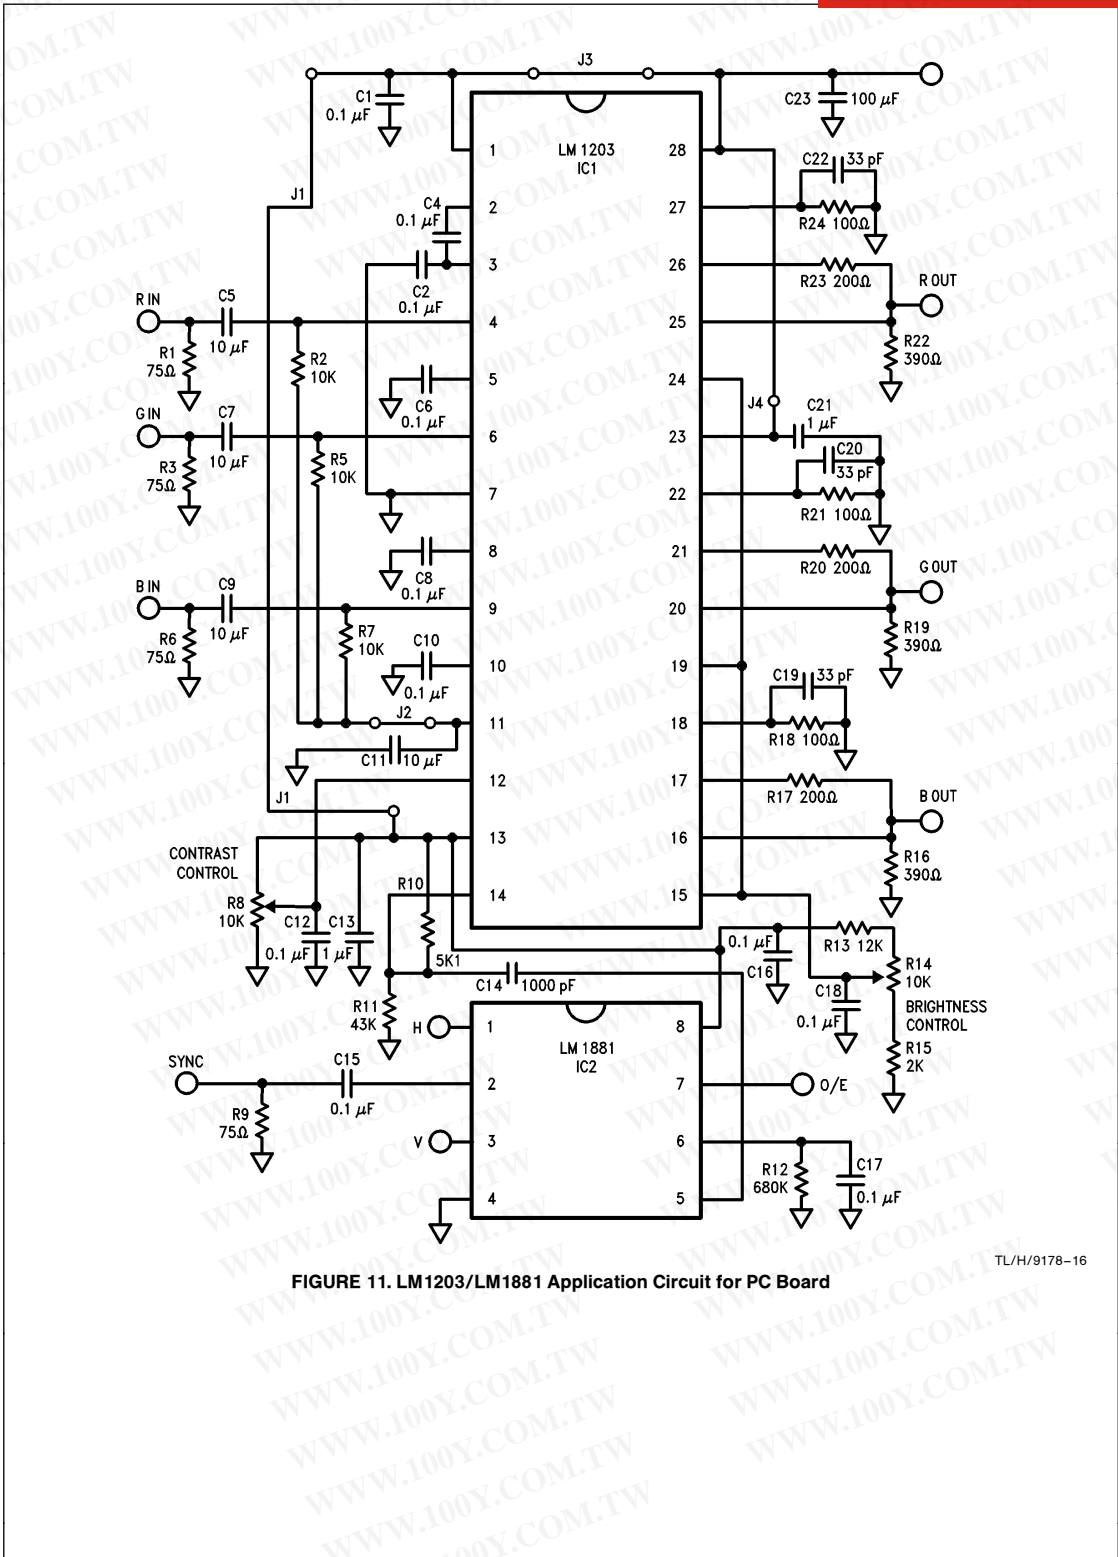 J3
C1
0.1 μF
C23 100 μF
1 LM 1203 28
IC1
C22 33 pF
J1
C4
0.1 μF
2 27
R24 100Ω
C2
0.1 μF
3 26
R23 200Ω
R OUT
R IN
C5
10 μF
4 25
R1
75Ω
R2
10K
R22
390Ω
5 24
C6
0.1 μF
J4
C21
1 μF
G IN
C7
10 μF
6 23
R3
75Ω
R5
10K
C20
33 pF
7 22
R21 100Ω
8 21
C8
0.1 μF
R20 200Ω
G OUT
B IN
C9
10 μF
9 20
R6
75Ω
R7
10K
R19
390Ω
C10
0.1 μF
10 19
C19 33 pF
J2
11 18
R18 100Ω
C11 10 μF
12 17
R17 200Ω
J1
B OUT
13 16
CONTRAST
CONTROL
R16
390Ω
R10
14 15
R8
10K
C12
0.1 μF
C13
1 μF
5K1
0.1 μF
C16
R13 12K
R14
10K
C14 1000 pF
C18
0.1 μF
BRIGHTNESS
CONTROL
R11
43K
H
1 8
LM 1881
IC2
R15
2K
SYNC
C15
0.1 μF
2 7
O/E
R9
75Ω
V
3 6
R12
680K
C17
0.1 μF
4 5
TL/H/9178–16
FIGURE 11. LM1203/LM1881 Application Circuit for PC Board
WWW.100Y.COM.TW